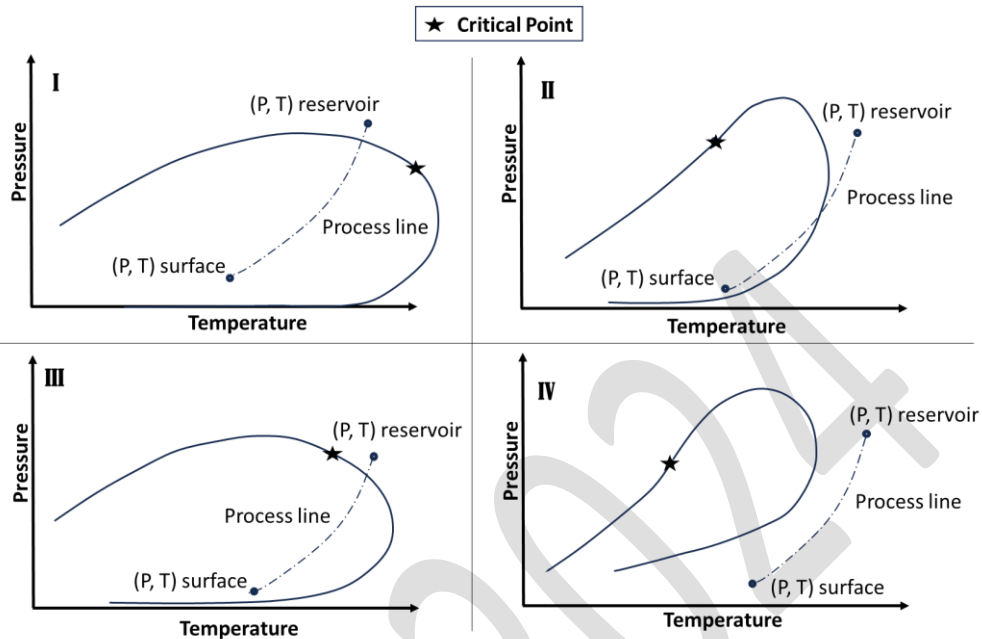 ★ Critical Point
I
(P, T) reservoir
Pressure
Process line
(P, T) surface
Temperature
II
(P, T) reservoir
Pressure
Process line
(P, T) surface
Temperature
III
(P, T) reservoir
Pressure
Process line
(P, T) surface
Temperature
IV
(P, T) reservoir
Pressure
Process line
(P, T) surface
Temperature
2024